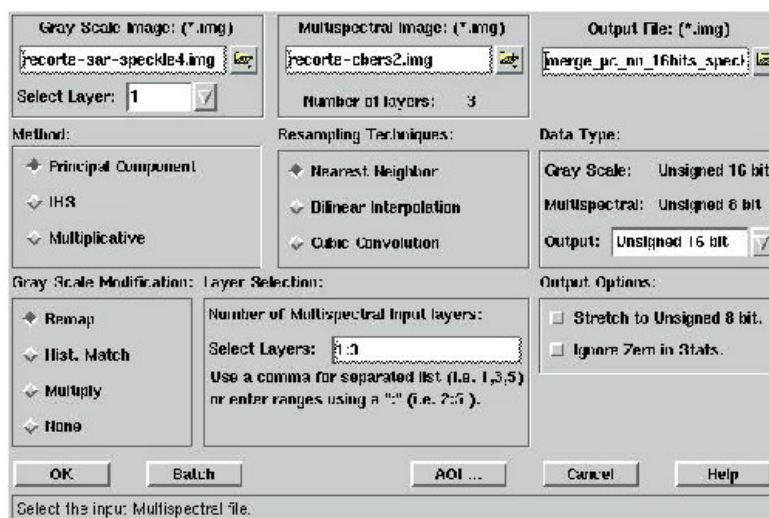 Gray Scale Image: (*.img)
recorte-sar-speckle4.img
Select Layer: 1
Multispectral Image: (*.img)
recorte-cbers2.img
Number of layers: 3
Output File: (*.img)
merge_pc_nn_16bits_speck
Method:
Principal Component
IHS
Multiplicative
Resampling Techniques:
Nearest Neighbor
Bilinear Interpolation
Cubic Convolution
Data Type:
Gray Scale: Unsigned 16 bit
Multispectral: Unsigned 8 bit
Output: Unsigned 16 bit
Gray Scale Modification:
Remap
Hist. Match
Multiply
None
Layer Selection:
Number of Multispectral Input layers:
Select Layers: 1:3
Use a comma for separated list (i.e. 1,3,5)
or enter ranges using a ":" (i.e. 2:5 ).
Output Options:
Stretch to Unsigned 8 bit.
Ignore Zero in Stats.
OK
Batch
AOI ...
Cancel
Help
Select the input Multispectral file.